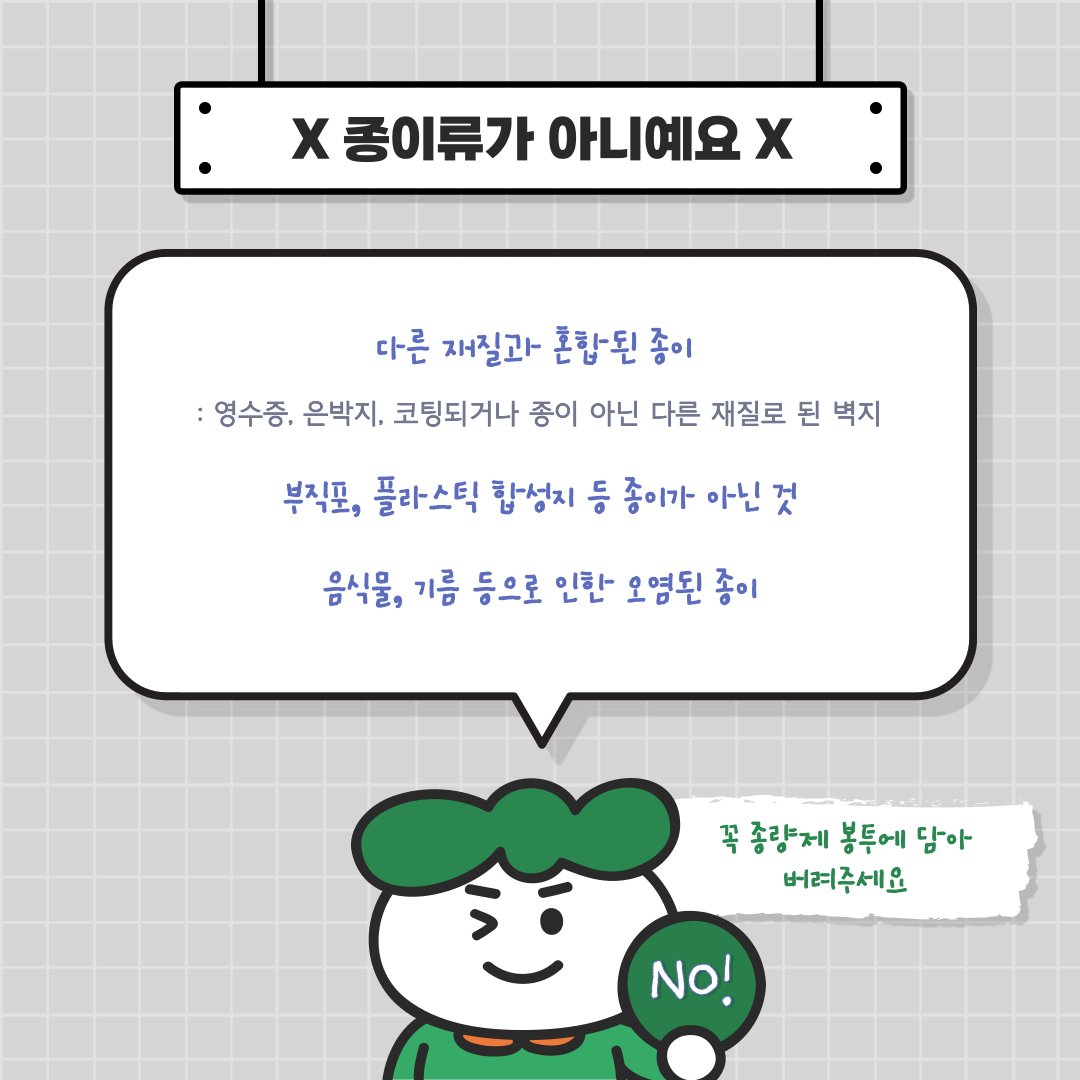 X 종이류가 아니예요 X
다른 재질과 혼합된 종이
: 영수증, 은박지, 코팅되거나 종이 아닌 다른 재질로 된 벽지
부직포, 플라스틱 합성지 등 종이가 아닌 것
음식물, 기름 등으로 인한 오염된 종이
꼭 종량제 봉투에 담아
버려주세요
No!